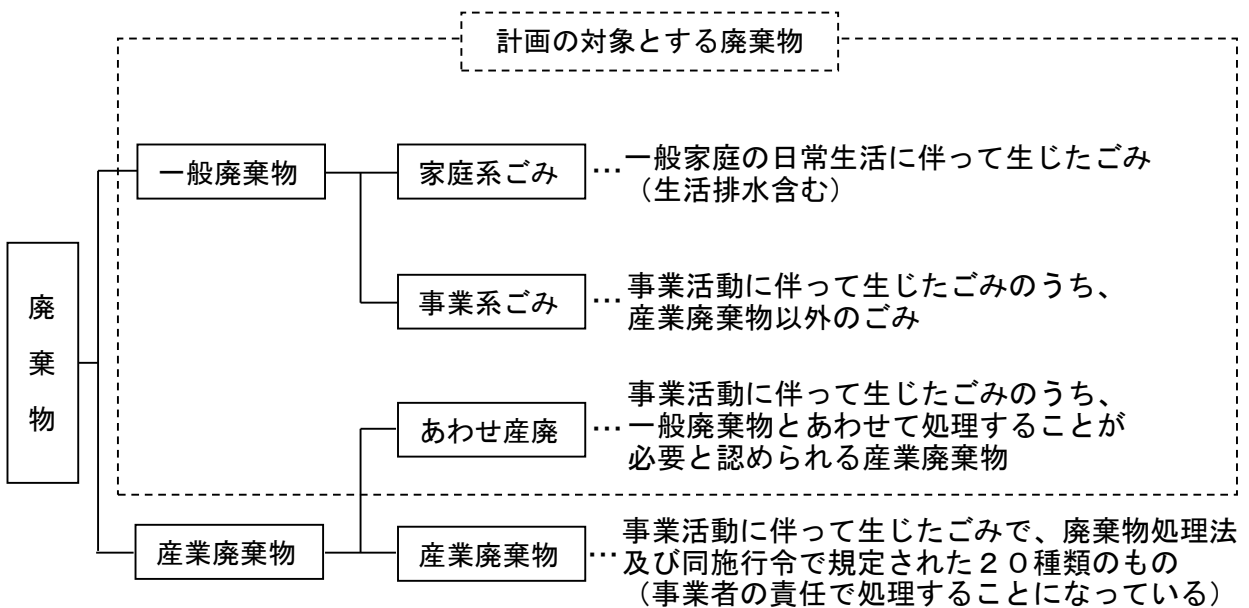 計画の対象とする廃棄物
一般廃棄物
家庭系ごみ
…一般家庭の日常生活に伴って生じたごみ
（生活排水含む）
廃棄物
事業系ごみ
…事業活動に伴って生じたごみのうち、
産業廃棄物以外のごみ
あわせ産廃
事業活動に伴って生じたごみのうち、
…一般廃棄物とあわせて処理することが
必要と認められる産業廃棄物
産業廃棄物
産業廃棄物
事業活動に伴って生じたごみで、廃棄物処理法
…及び同施行令で規定された２０種類のもの
（事業者の責任で処理することになっている）